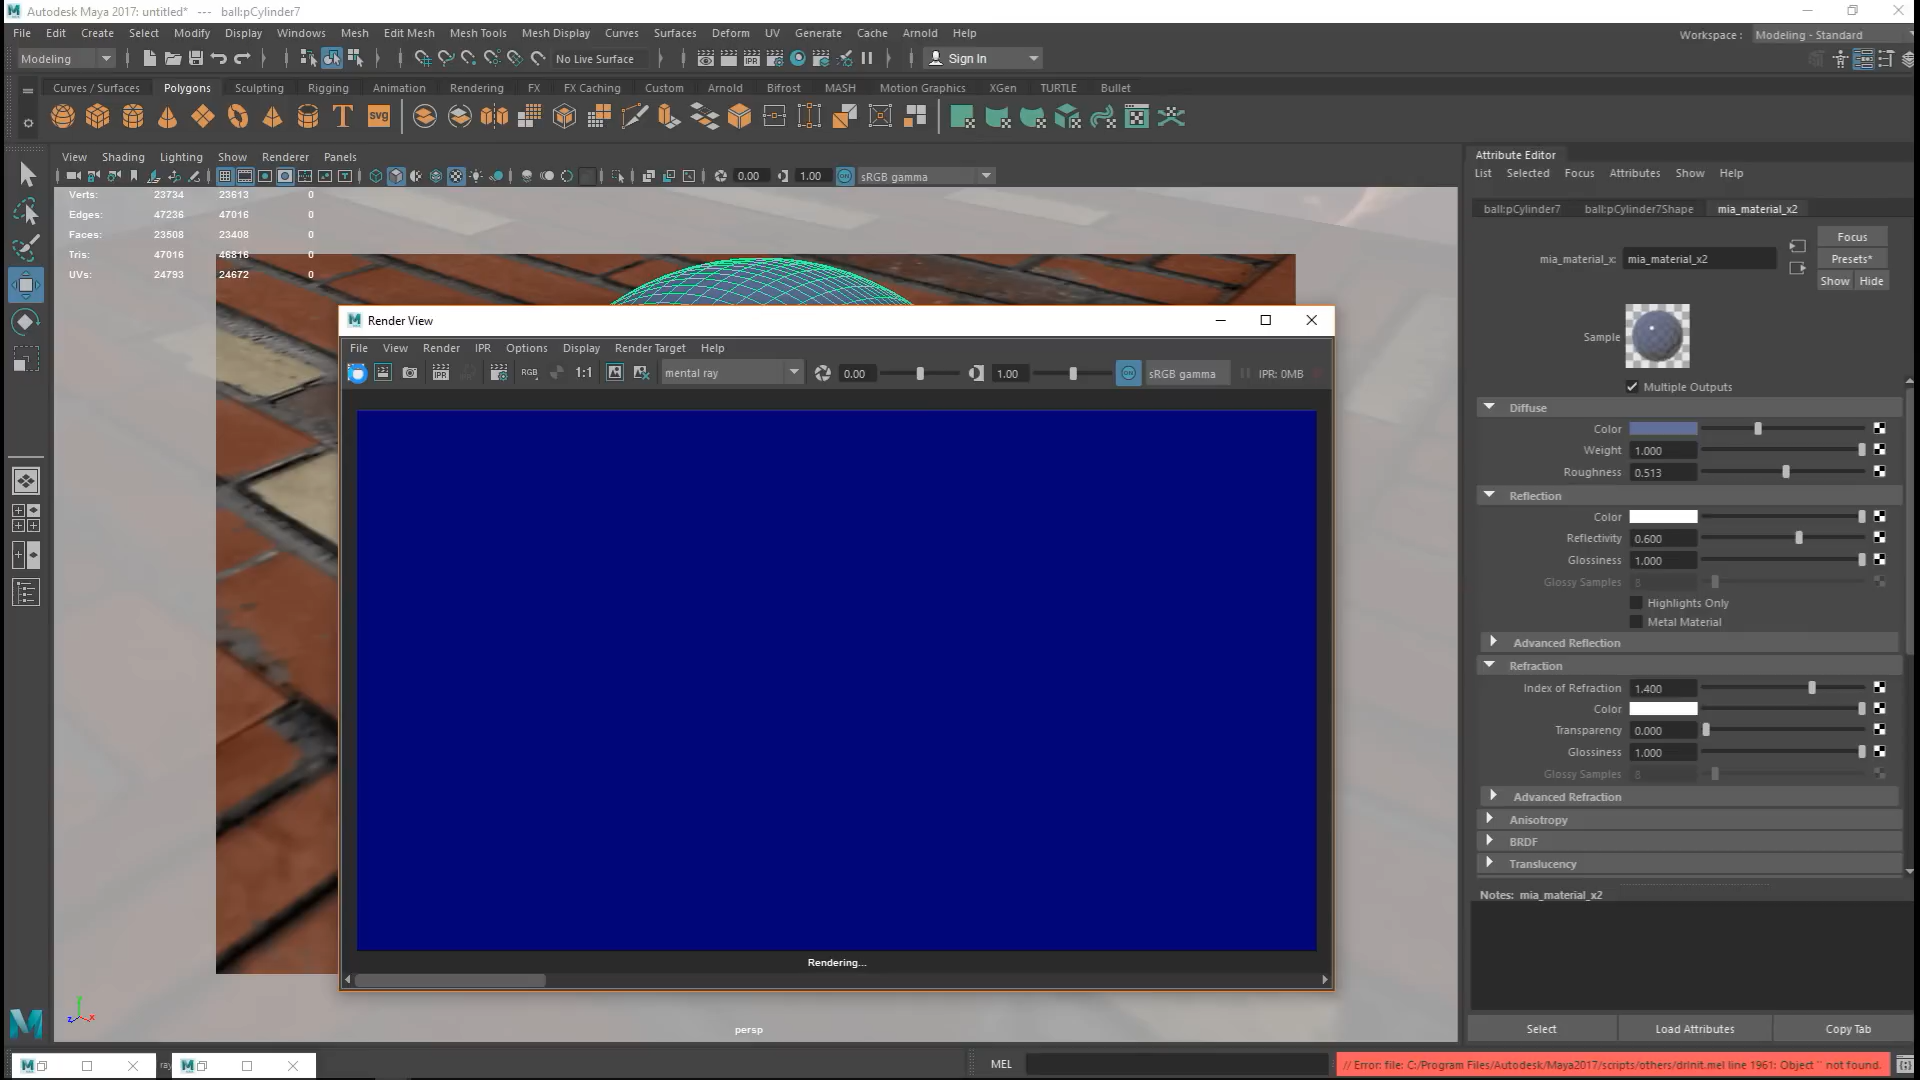 Autodesk Maya 2017: untitled*   ---   ball:pCylinder7
File Edit Create Select Modify Display Windows Mesh Edit Mesh Mesh Tools Mesh Display Curves Surfaces Deform UV Generate Cache Arnold Help
Workspace : Modeling - Standard
Modeling No Live Surface IPR Sign In
Curves / Surfaces Polygons Sculpting Rigging Animation Rendering FX FX Caching Custom Arnold Bifrost MASH Motion Graphics XGen TURTLE Bullet
T svg
View Shading Lighting Show Renderer Panels
0.00 1.00 ON sRGB gamma
Verts: 23734 23613 0
Edges: 47236 47016 0
Faces: 23508 23408 0
Tris: 47016 46816 0
UVs: 24793 24672 0
Render View
File View Render IPR Options Display Render Target Help
IPR RGB 1:1 mental ray 0.00 1.00 ON sRGB gamma IPR: 0MB
Rendering...
persp
Attribute Editor
List Selected Focus Attributes Show Help
ball:pCylinder7 ball:pCylinder7Shape mia_material_x2
Focus
mia_material_x: mia_material_x2 Presets*
Show Hide
Sample
Multiple Outputs
Diffuse
Color
Weight 1.000
Roughness 0.513
Reflection
Color
Reflectivity 0.600
Glossiness 1.000
Glossy Samples 8
Highlights Only
Metal Material
Advanced Reflection
Refraction
Index of Refraction 1.400
Color
Transparency 0.000
Glossiness 1.000
Glossy Samples 8
Advanced Refraction
Anisotropy
BRDF
Translucency
Notes: mia_material_x2
Select Load Attributes Copy Tab
ray
MEL
// Error: file: C:/Program Files/Autodesk/Maya2017/scripts/others/drInit.mel line 1961: Object '' not found.